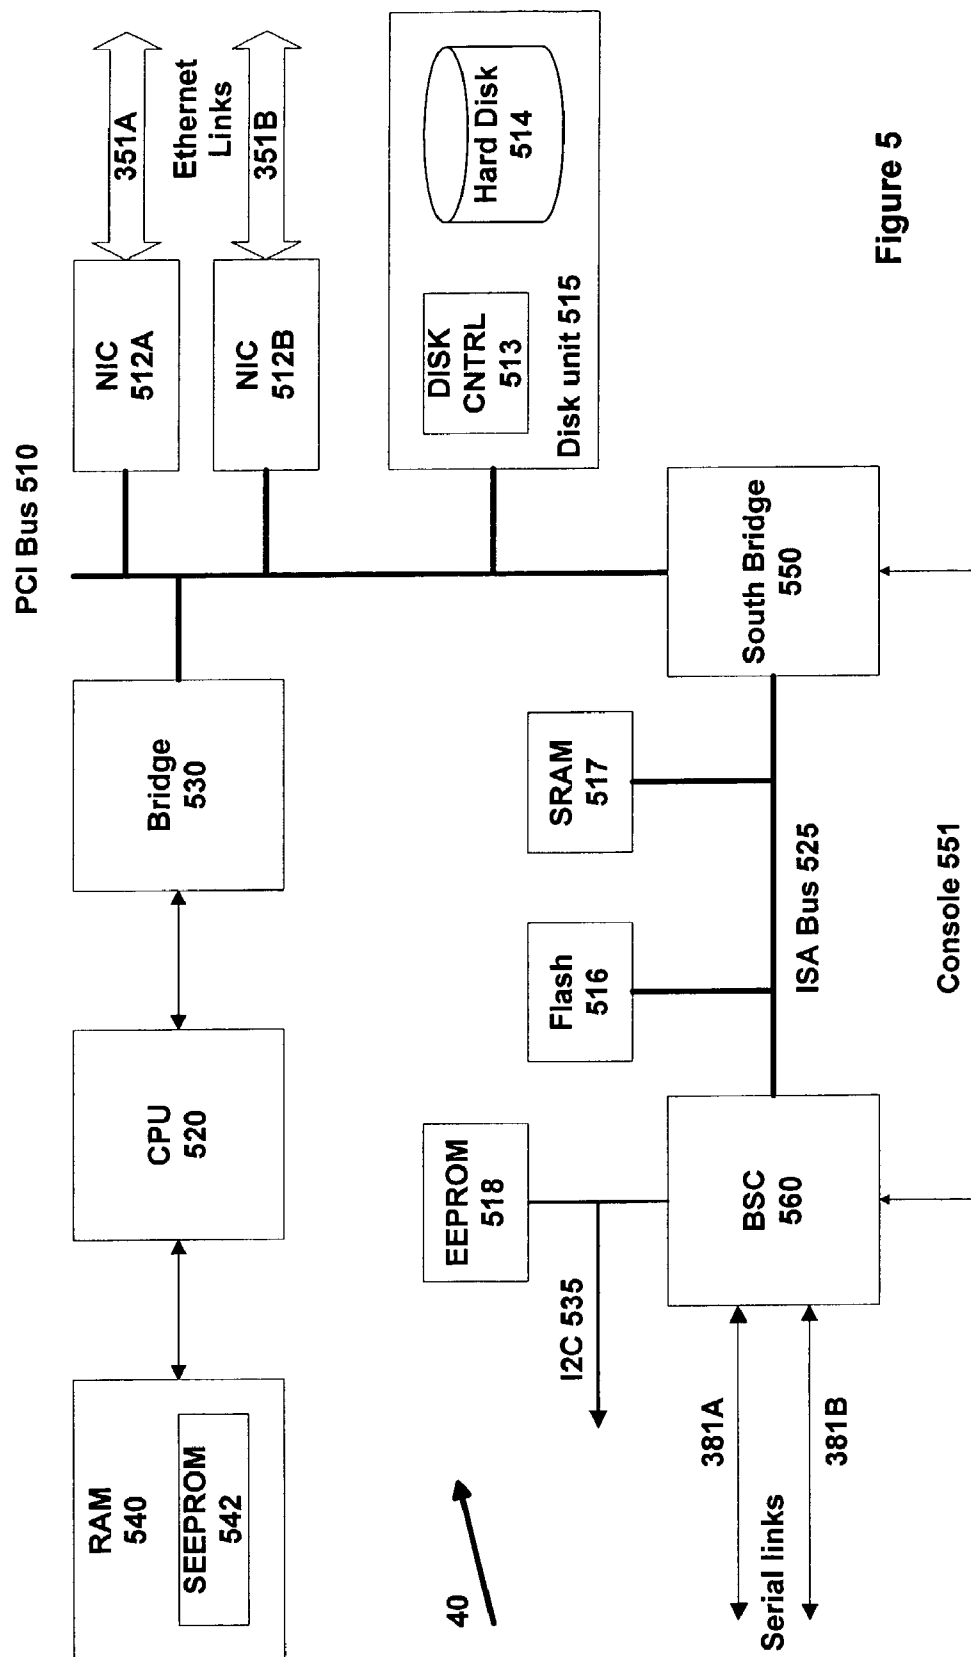 RAM
540
SEEPROM
542
CPU
520
Bridge
530
PCI Bus 510
NIC
512A
351A
Ethernet
Links
NIC
512B
351B
40
EEPROM
518
I2C 535
Flash
516
SRAM
517
DISK
CNTRL
513
Hard Disk
514
Disk unit 515
381A
Serial links
381B
BSC
560
ISA Bus 525
South Bridge
550
Console 551
Figure 5